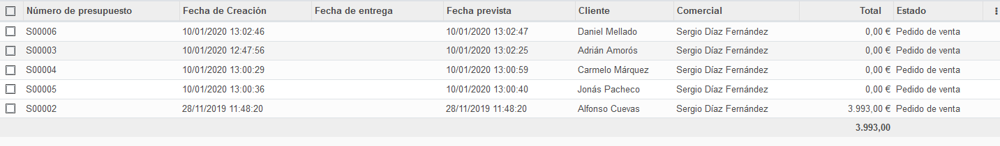 Número de presupuesto Fecha de Creación Fecha de entrega Fecha prevista Cliente Comercial Total Estado
S00006 10/01/2020 13:02:46 10/01/2020 13:02:47 Daniel Mellado Sergio Díaz Fernández 0,00 € Pedido de venta
S00003 10/01/2020 12:47:56 10/01/2020 13:02:25 Adrián Amorós Sergio Díaz Fernández 0,00 € Pedido de venta
S00004 10/01/2020 13:00:29 10/01/2020 13:00:59 Carmelo Márquez Sergio Díaz Fernández 0,00 € Pedido de venta
S00005 10/01/2020 13:00:36 10/01/2020 13:00:40 Jonás Pacheco Sergio Díaz Fernández 0,00 € Pedido de venta
S00002 28/11/2019 11:48:20 28/11/2019 11:48:20 Alfonso Cuevas Sergio Díaz Fernández 3.993,00 € Pedido de venta
3.993,00